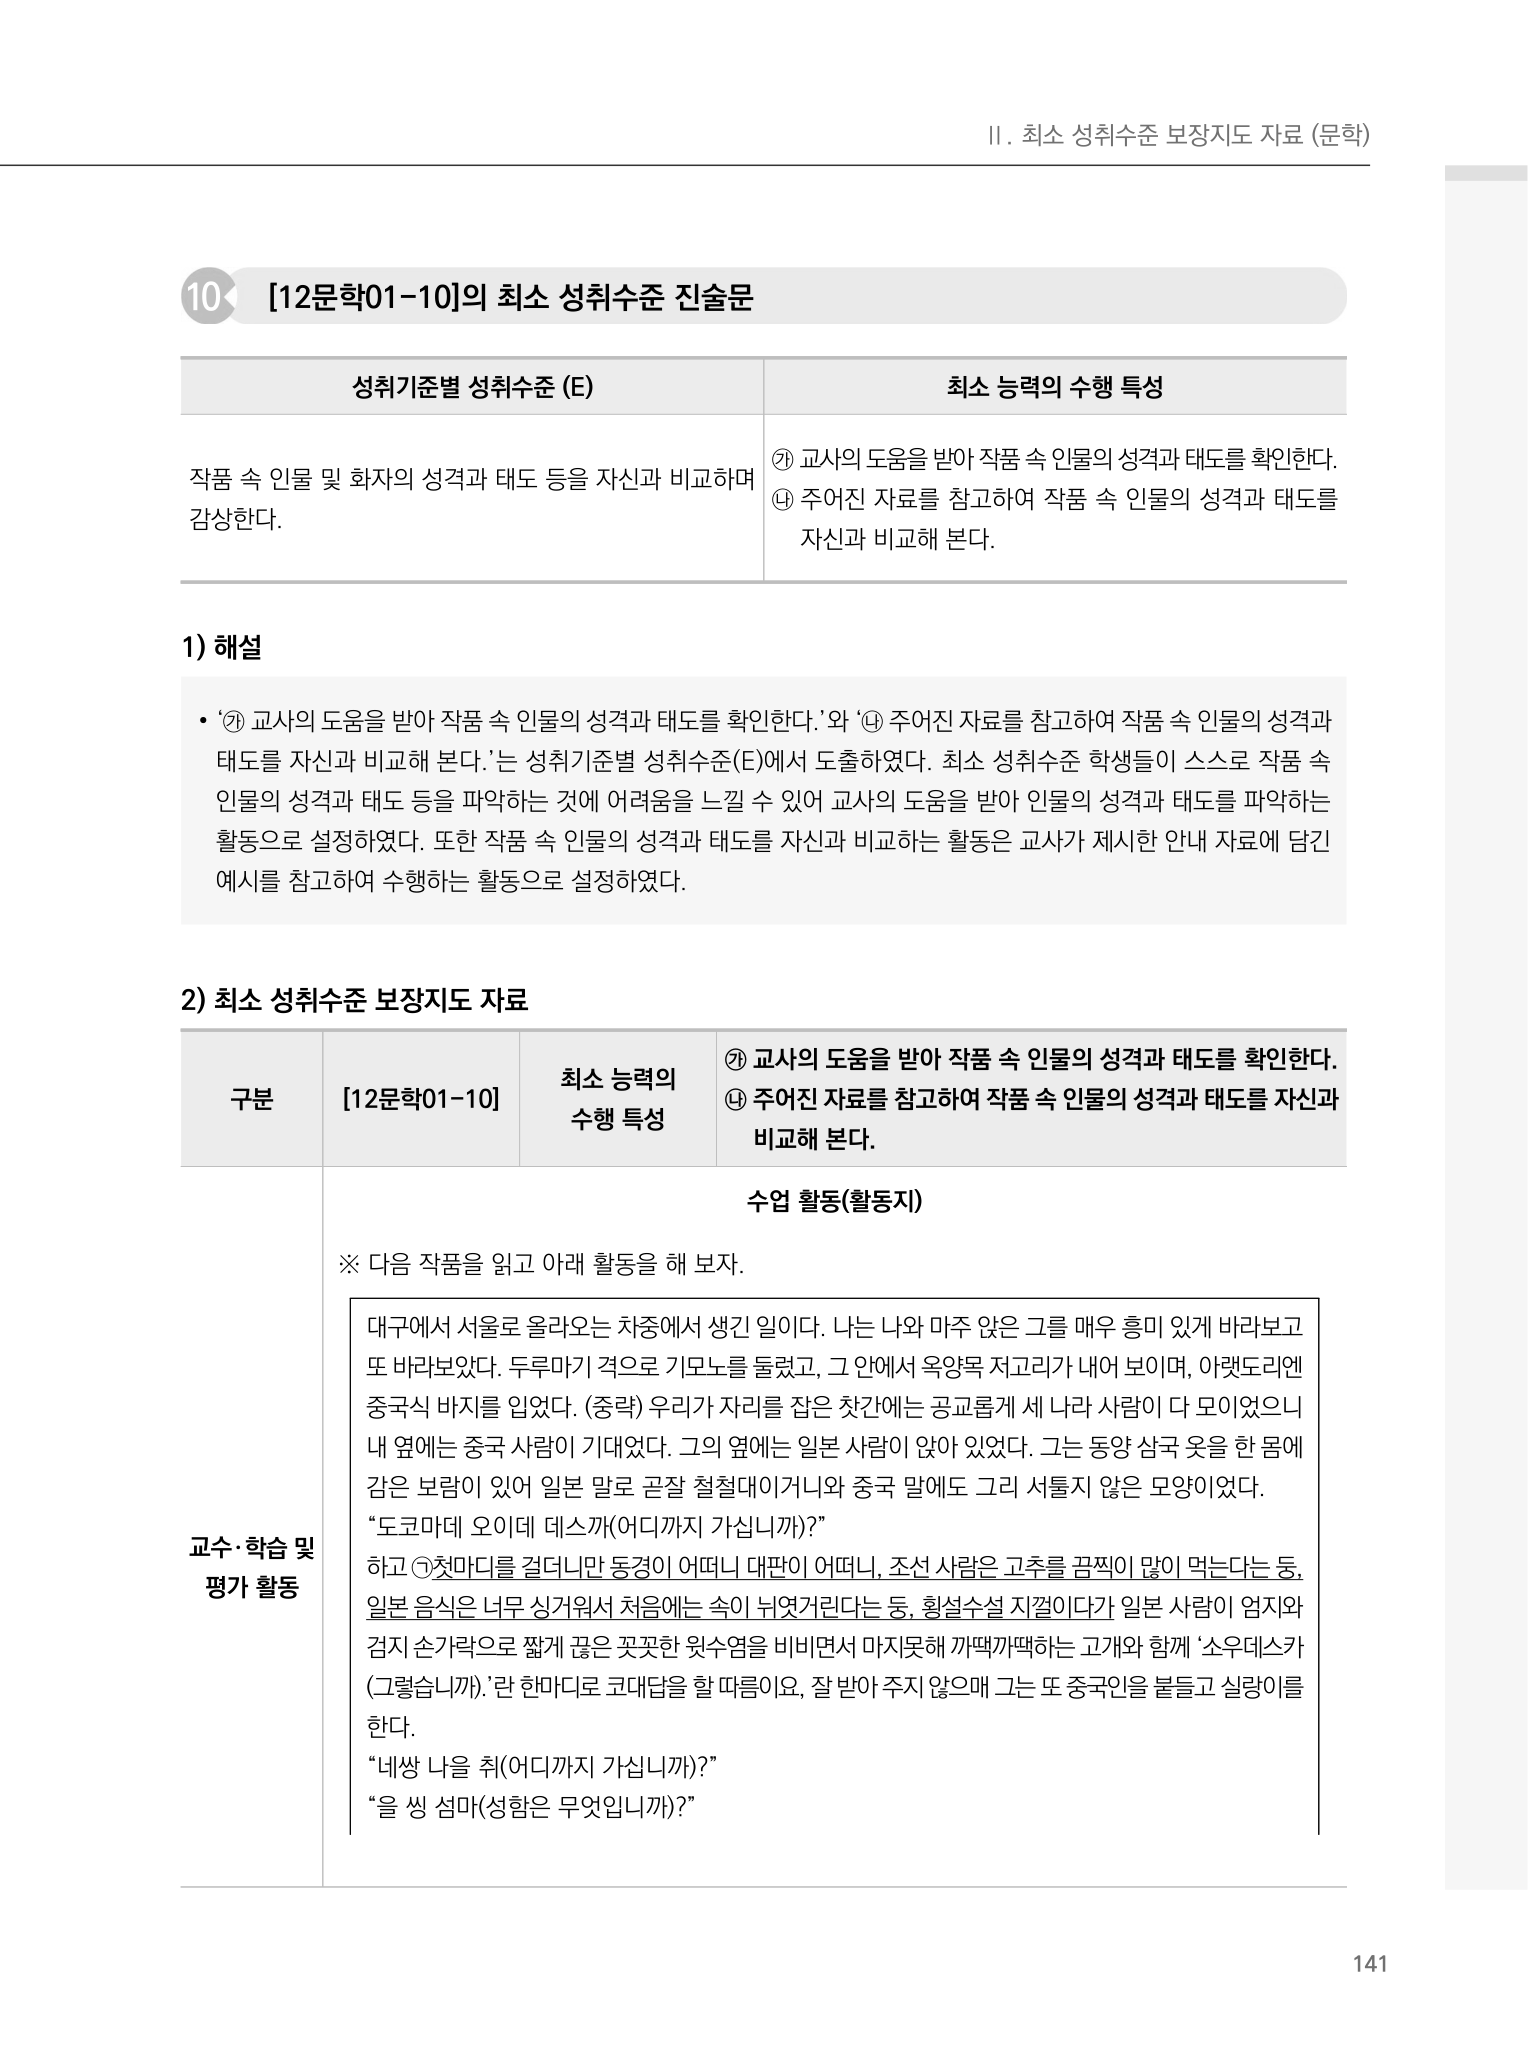 Ⅱ. 최소 성취수준 보장지도 자료 (문학)
10 [12문학01-10]의 최소 성취수준 진술문
성취기준별 성취수준 (E)
최소 능력의 수행 특성
작품 속 인물 및 화자의 성격과 태도 등을 자신과 비교하며
감상한다.
㉮ 교사의 도움을 받아 작품 속 인물의 성격과 태도를 확인한다.
㉯ 주어진 자료를 참고하여 작품 속 인물의 성격과 태도를
자신과 비교해 본다.
1) 해설
• ‘㉮ 교사의 도움을 받아 작품 속 인물의 성격과 태도를 확인한다.’와 ‘㉯ 주어진 자료를 참고하여 작품 속 인물의 성격과
태도를 자신과 비교해 본다.’는 성취기준별 성취수준(E)에서 도출하였다. 최소 성취수준 학생들이 스스로 작품 속
인물의 성격과 태도 등을 파악하는 것에 어려움을 느낄 수 있어 교사의 도움을 받아 인물의 성격과 태도를 파악하는
활동으로 설정하였다. 또한 작품 속 인물의 성격과 태도를 자신과 비교하는 활동은 교사가 제시한 안내 자료에 담긴
예시를 참고하여 수행하는 활동으로 설정하였다.
2) 최소 성취수준 보장지도 자료
구분
[12문학01-10]
최소 능력의
수행 특성
㉮ 교사의 도움을 받아 작품 속 인물의 성격과 태도를 확인한다.
㉯ 주어진 자료를 참고하여 작품 속 인물의 성격과 태도를 자신과
비교해 본다.
교수·학습 및
평가 활동
수업 활동(활동지)
※ 다음 작품을 읽고 아래 활동을 해 보자.
대구에서 서울로 올라오는 차중에서 생긴 일이다. 나는 나와 마주 앉은 그를 매우 흥미 있게 바라보고
또 바라보았다. 두루마기 격으로 기모노를 둘렀고, 그 안에서 옥양목 저고리가 내어 보이며, 아랫도리엔
중국식 바지를 입었다. (중략) 우리가 자리를 잡은 찻간에는 공교롭게 세 나라 사람이 다 모이었으니
내 옆에는 중국 사람이 기대었다. 그의 옆에는 일본 사람이 앉아 있었다. 그는 동양 삼국 옷을 한 몸에
감은 보람이 있어 일본 말로 곧잘 철철대이거니와 중국 말에도 그리 서툴지 않은 모양이었다.
“도코마데 오이데 데스까(어디까지 가십니까)?”
하고 ㉠첫마디를 걸더니만 동경이 어떠니 대판이 어떠니, 조선 사람은 고추를 끔찍이 많이 먹는다는 둥,
일본 음식은 너무 싱거워서 처음에는 속이 뉘엿거린다는 둥, 횡설수설 지껄이다가 일본 사람이 엄지와
검지 손가락으로 짧게 끊은 꼿꼿한 윗수염을 비비면서 마지못해 까땍까땍하는 고개와 함께 ‘소우데스카
(그렇습니까).’란 한마디로 코대답을 할 따름이요, 잘 받아 주지 않으매 그는 또 중국인을 붙들고 실랑이를
한다.
“네쌍 나을 취(어디까지 가십니까)?”
“을 씽 섬마(성함은 무엇입니까)?”
141